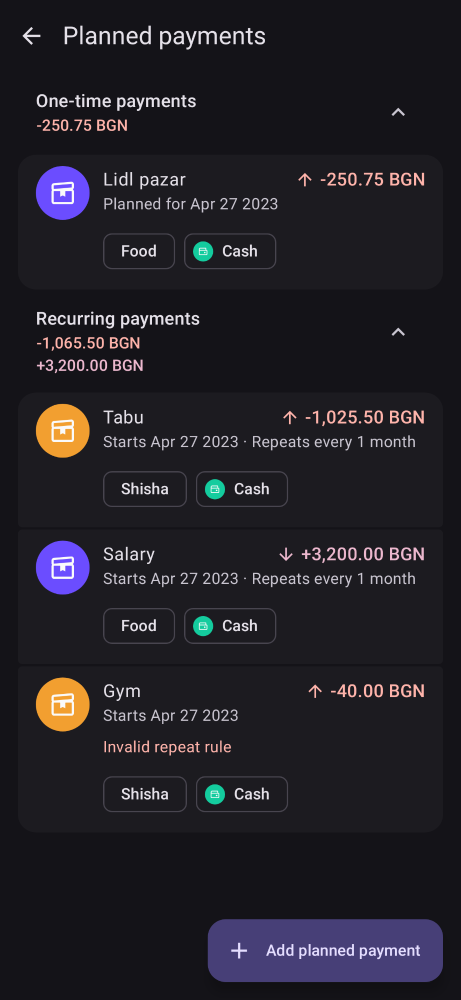 Planned payments
One-time payments
-250.75 BGN
Lidl pazar
-250.75 BGN
Planned for Apr 27 2023
Food
Cash
Recurring payments
-1,065.50 BGN
+3,200.00 BGN
Tabu
-1,025.50 BGN
Starts Apr 27 2023 · Repeats every 1 month
Shisha
Cash
Salary
+3,200.00 BGN
Starts Apr 27 2023 · Repeats every 1 month
Food
Cash
Gym
-40.00 BGN
Starts Apr 27 2023
Invalid repeat rule
Shisha
Cash
Add planned payment